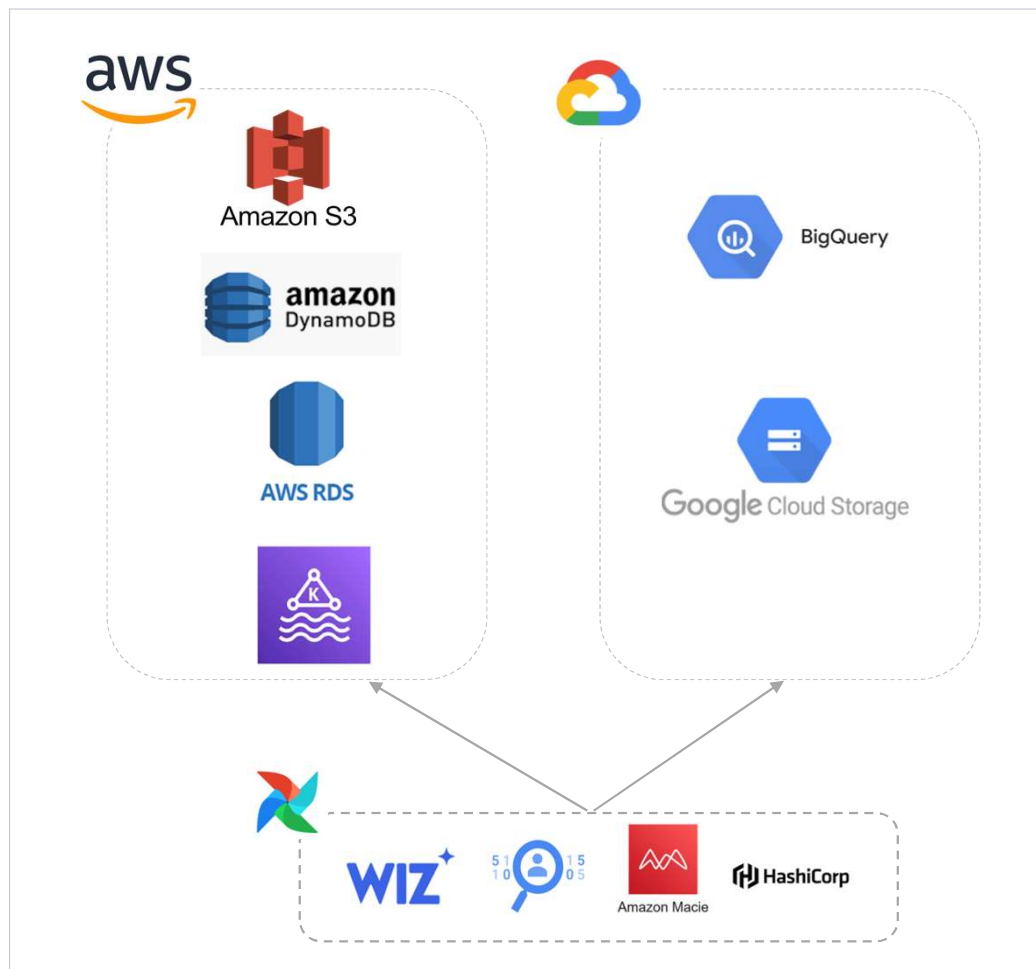 aws
Amazon S3
amazon
DynamoDB
AWS RDS
K
BigQuery
Google Cloud Storage
WIZ
51 15
10 05
Amazon Macie
HashiCorp